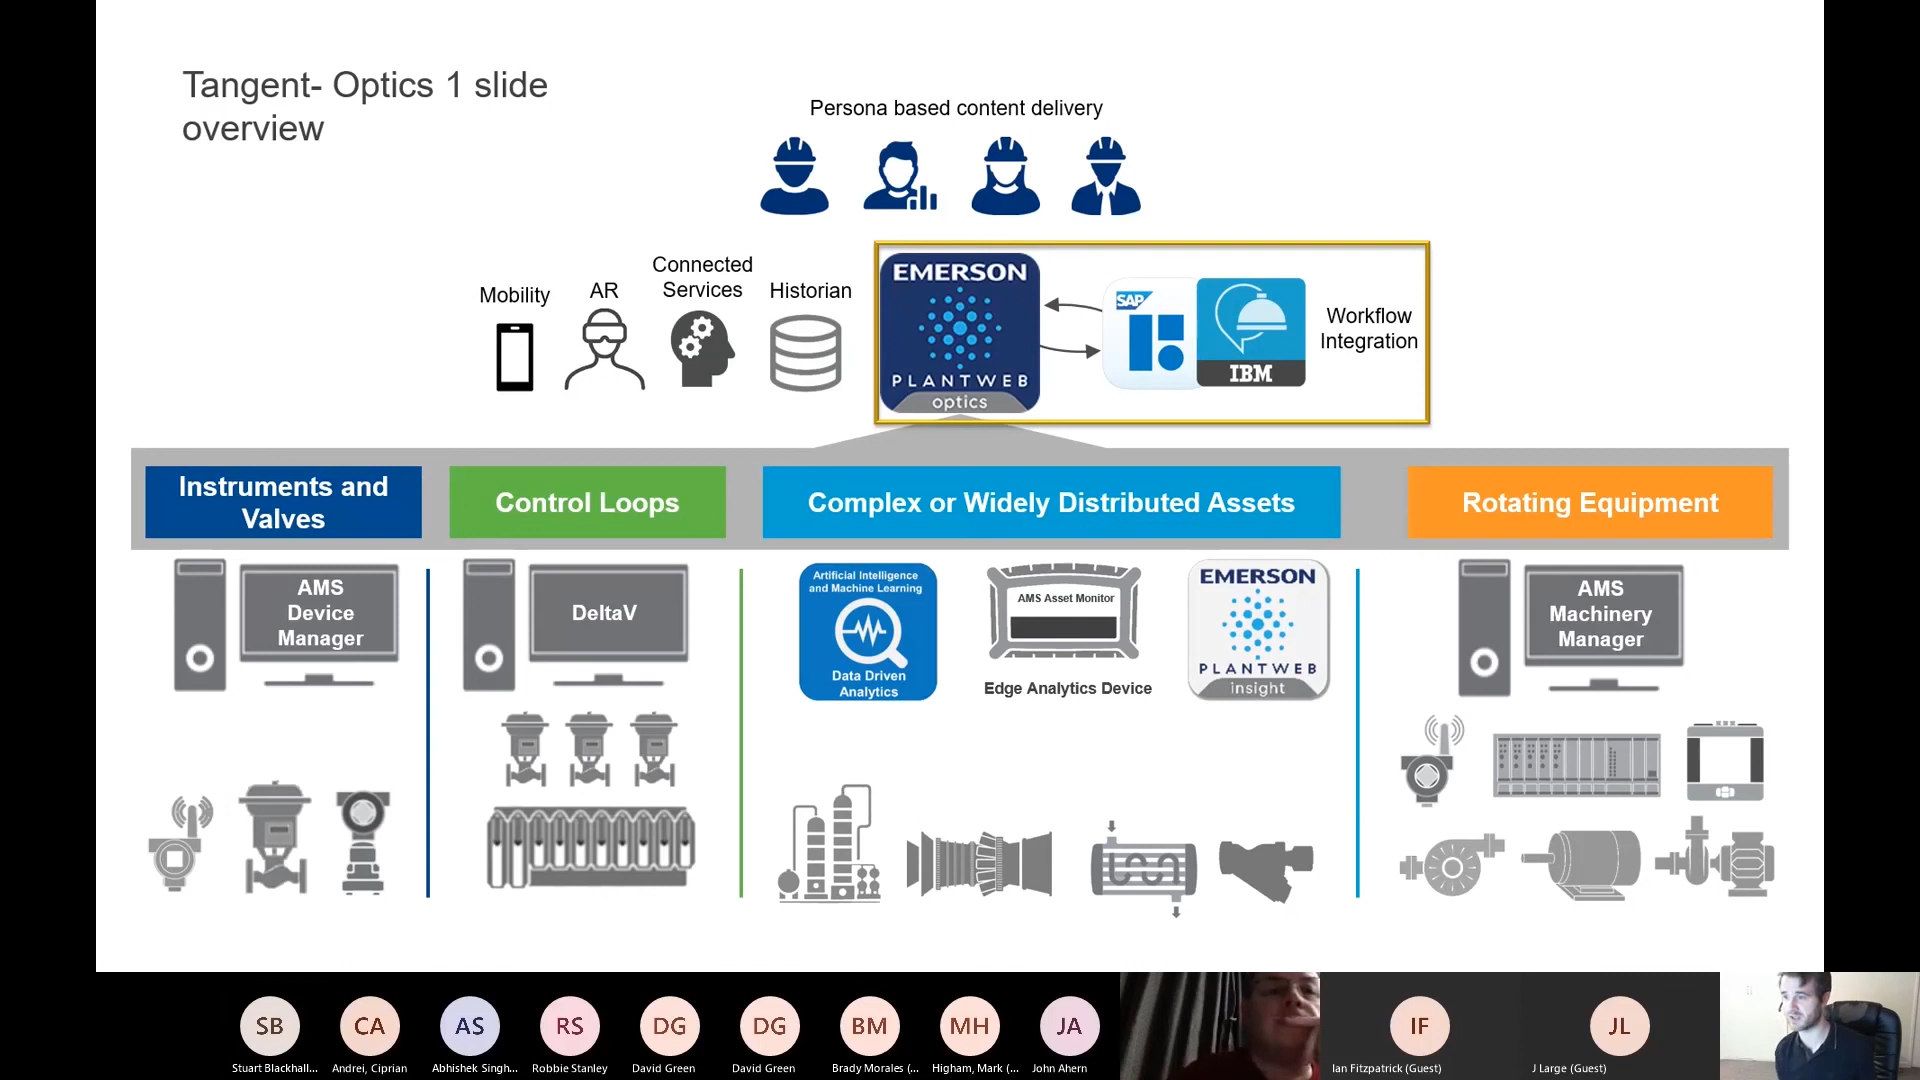 Tangent- Optics 1 slide
overview
Persona based content delivery
Mobility
AR
Connected
Services
Historian
EMERSON
PLANTWEB
optics
SAP
IBM
Workflow
Integration
Instruments and
Valves
Control Loops
Complex or Widely Distributed Assets
Rotating Equipment
AMS
Device
Manager
DeltaV
Artificial Intelligence
and Machine Learning
Data Driven
Analytics
AMS Asset Monitor
Edge Analytics Device
EMERSON
PLANTWEB
insight
AMS
Machinery
Manager
SB
CA
AS
RS
DG
DG
BM
MH
JA
IF
JL
Stuart Blackhall...
Andrei, Ciprian
Abhishek Singh...
Robbie Stanley
David Green
David Green
Brady Morales (...
Higham, Mark (...
John Ahern
Ian Fitzpatrick (Guest)
J Large (Guest)